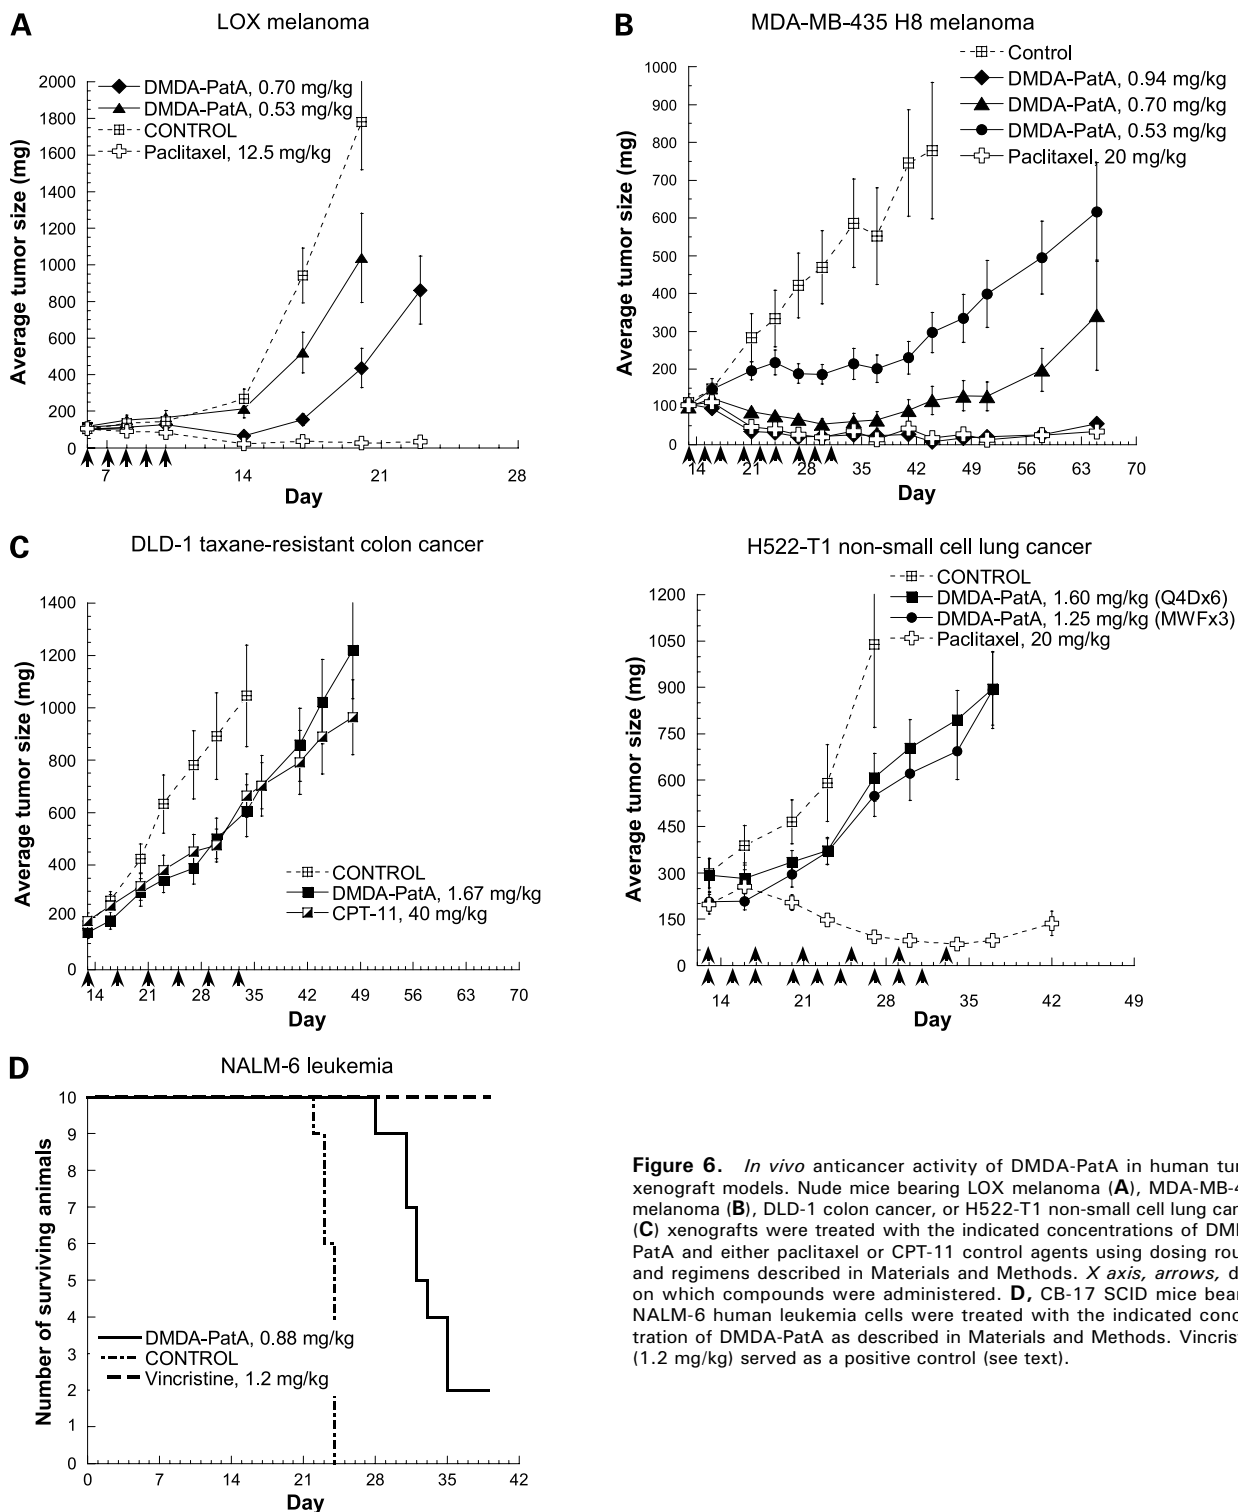 A
LOX melanoma
DMDA-PatA, 0.70 mg/kg
DMDA-PatA, 0.53 mg/kg
CONTROL
Paclitaxel, 12.5 mg/kg
Average tumor size (mg)
2000
1800
1600
1400
1200
1000
800
600
400
200
0
7
14
21
28
Day
B
MDA-MB-435 H8 melanoma
Control
DMDA-PatA, 0.94 mg/kg
DMDA-PatA, 0.70 mg/kg
DMDA-PatA, 0.53 mg/kg
Paclitaxel, 20 mg/kg
Average tumor size (mg)
1000
900
800
700
600
500
400
300
200
100
0
14
21
28
35
42
49
56
63
70
Day
C
DLD-1 taxane-resistant colon cancer
CONTROL
DMDA-PatA, 1.67 mg/kg
CPT-11, 40 mg/kg
Average tumor size (mg)
1400
1200
1000
800
600
400
200
0
14
21
28
35
42
49
56
63
70
Day
H522-T1 non-small cell lung cancer
CONTROL
DMDA-PatA, 1.60 mg/kg (Q4Dx6)
DMDA-PatA, 1.25 mg/kg (MWFx3)
Paclitaxel, 20 mg/kg
Average tumor size (mg)
1200
1050
900
750
600
450
300
150
0
14
21
28
35
42
49
Day
D
NALM-6 leukemia
DMDA-PatA, 0.88 mg/kg
CONTROL
Vincristine, 1.2 mg/kg
Number of surviving animals
10
9
8
7
6
5
4
3
2
1
0
0
7
14
21
28
35
42
Day
Figure 6. In vivo anticancer activity of DMDA-PatA in human tum
xenograft models. Nude mice bearing LOX melanoma (A), MDA-MB-4
melanoma (B), DLD-1 colon cancer, or H522-T1 non-small cell lung can
(C) xenografts were treated with the indicated concentrations of DMD
PatA and either paclitaxel or CPT-11 control agents using dosing rou
and regimens described in Materials and Methods. X axis, arrows, d
on which compounds were administered. D, CB-17 SCID mice bear
NALM-6 human leukemia cells were treated with the indicated conc
tration of DMDA-PatA as described in Materials and Methods. Vincrist
(1.2 mg/kg) served as a positive control (see text).